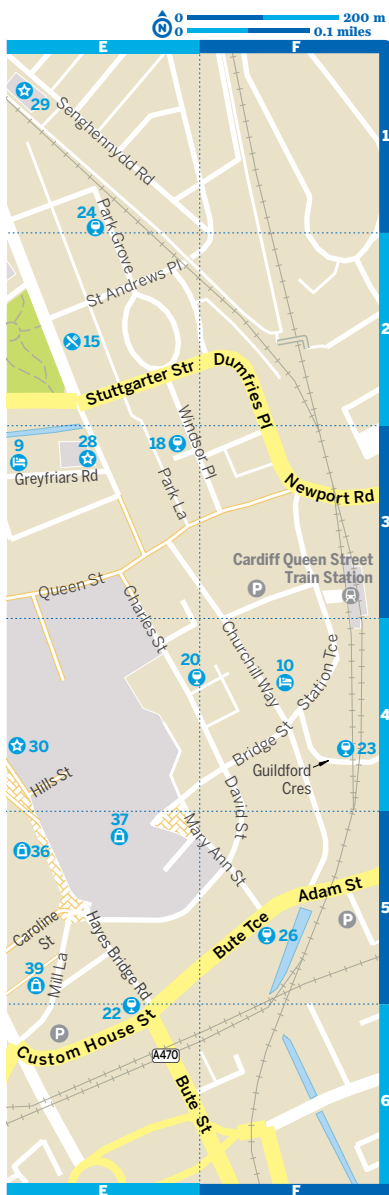 0 200 m
N
0 0.1 miles
E F
1
29
Senghennydd Rd
24
Park Grove
St Andrews Pl
2
15
Stuttgarter Str
Dumfries Pl
Windsor Pl
9
28
18
Greyfriars Rd
Park La
Newport Rd
3
Cardiff Queen Street
Train Station
P
Queen St
Charles St
Churchill Way
20
10
Station Tce
4
30
Bridge St
23
Guildford
Cres
Hills St
David St
37
Mary Ann St
36
Adam St
5
P
Caroline
St
Hayes Bridge Rd
Bute Tce
26
Mill La
39
22
P
Custom House St
A470
Bute St
6
E F